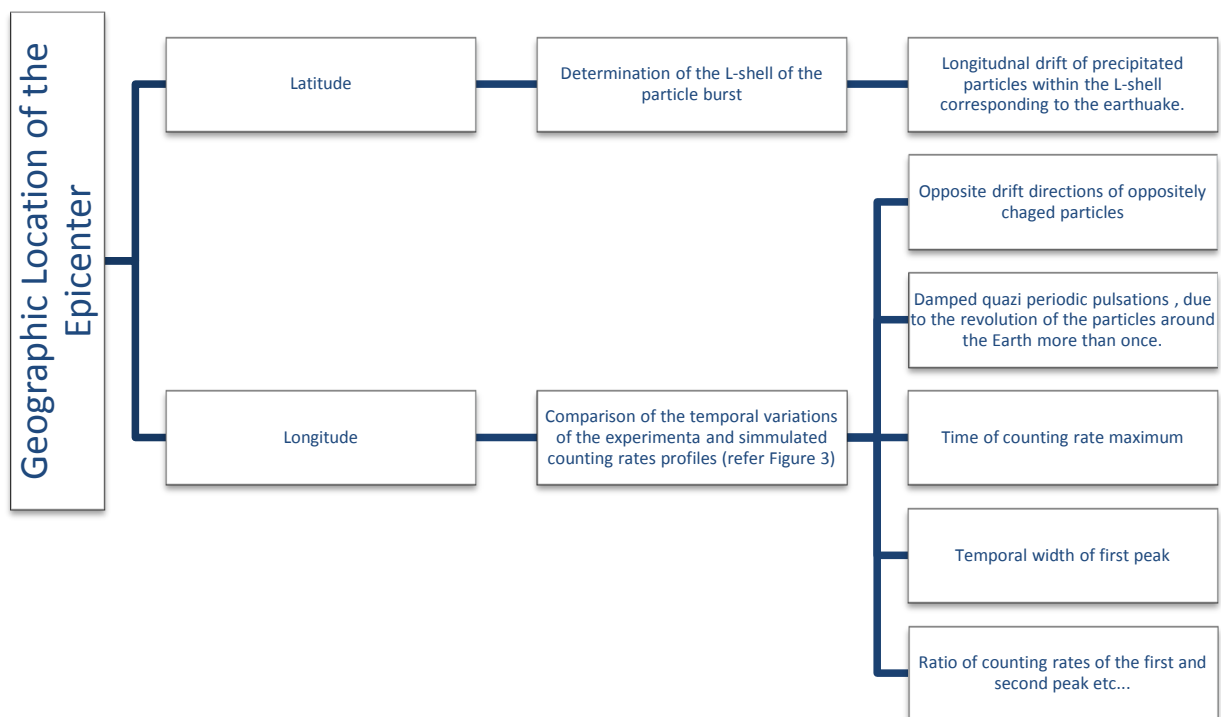 Geographic Location of the
Epicenter
Latitude
Determination of the L-shell of the
particle burst
Longitudnal drift of precipitated
particles within the L-shell
corresponding to the earthuake.
Longitude
Comparison of the temporal variations
of the experimenta and simmulated
counting rates profiles (refer Figure 3)
Opposite drift directions of oppositely
chaged particles
Damped quazi periodic pulsations , due
to the revolution of the particles around
the Earth more than once.
Time of counting rate maximum
Temporal width of first peak
Ratio of counting rates of the first and
second peak etc...